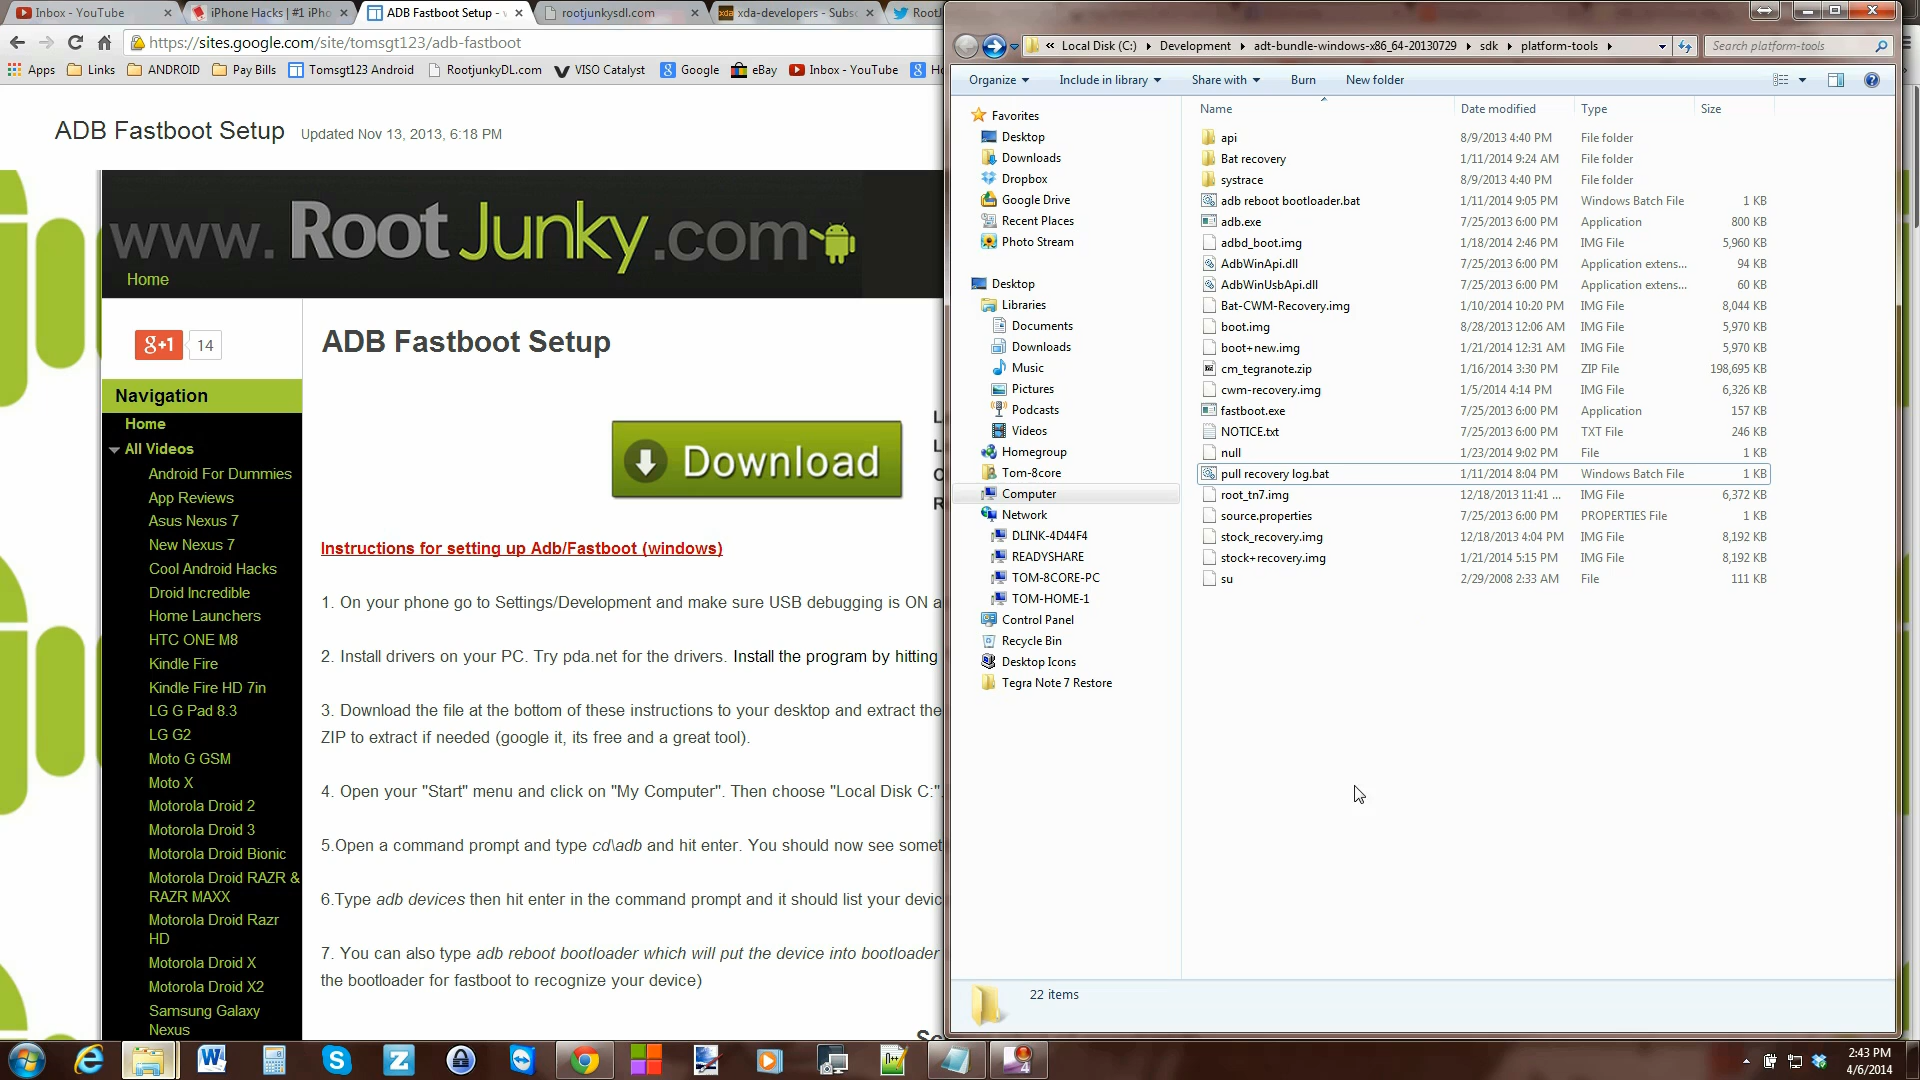 Inbox - YouTube
iPhone Hacks | #1 iPho
ADB Fastboot Setup -
rootjunkysdl.com
xda
xda-developers - Subsc
RootJ
https://sites.google.com/site/tomsgt123/adb-fastboot
Apps
Links
ANDROID
Pay Bills
Tomsgt123 Android
RootjunkyDL.com
VISO Catalyst
Google
eBay
Inbox - YouTube
ADB Fastboot Setup
Updated Nov 13, 2013, 6:18 PM
www.RootJunky.com
Home
g+1
14
Navigation
Home
All Videos
Android For Dummies
App Reviews
Asus Nexus 7
New Nexus 7
Cool Android Hacks
Droid Incredible
Home Launchers
HTC ONE M8
Kindle Fire
Kindle Fire HD 7in
LG G Pad 8.3
LG G2
Moto G GSM
Moto X
Motorola Droid 2
Motorola Droid 3
Motorola Droid Bionic
Motorola Droid RAZR &
RAZR MAXX
Motorola Droid Razr
HD
Motorola Droid X
Motorola Droid X2
Samsung Galaxy
Nexus
ADB Fastboot Setup
Download
Instructions for setting up Adb/Fastboot (windows)
1. On your phone go to Settings/Development and make sure USB debugging is ON a
2. Install drivers on your PC. Try pda.net for the drivers. Install the program by hitting
3. Download the file at the bottom of these instructions to your desktop and extract the
ZIP to extract if needed (google it, its free and a great tool).
4. Open your "Start" menu and click on "My Computer". Then choose "Local Disk C:".
5.Open a command prompt and type cd\adb and hit enter. You should now see somet
6.Type adb devices then hit enter in the command prompt and it should list your devic
7. You can also type adb reboot bootloader which will put the device into bootloader
the bootloader for fastboot to recognize your device)
« Local Disk (C:) Development adt-bundle-windows-x86_64-20130729 sdk platform-tools
Search platform-tools
Organize
Include in library
Share with
Burn
New folder
Favorites
Desktop
Downloads
Dropbox
Google Drive
Recent Places
Photo Stream
Desktop
Libraries
Documents
Downloads
Music
Pictures
Podcasts
Videos
Homegroup
Tom-8core
Computer
Network
DLINK-4D44F4
READYSHARE
TOM-8CORE-PC
TOM-HOME-1
Control Panel
Recycle Bin
Desktop Icons
Tegra Note 7 Restore
Name Date modified Type Size
api 8/9/2013 4:40 PM File folder
Bat recovery 1/11/2014 9:24 AM File folder
systrace 8/9/2013 4:40 PM File folder
adb reboot bootloader.bat 1/11/2014 9:05 PM Windows Batch File 1 KB
adb.exe 7/25/2013 6:00 PM Application 800 KB
adbd_boot.img 1/18/2014 2:46 PM IMG File 5,960 KB
AdbWinApi.dll 7/25/2013 6:00 PM Application extens... 94 KB
AdbWinUsbApi.dll 7/25/2013 6:00 PM Application extens... 60 KB
Bat-CWM-Recovery.img 1/10/2014 10:20 PM IMG File 8,044 KB
boot.img 8/28/2013 12:06 AM IMG File 5,970 KB
boot+new.img 1/21/2014 12:31 AM IMG File 5,970 KB
cm_tegranote.zip 1/16/2014 3:30 PM ZIP File 198,695 KB
cwm-recovery.img 1/5/2014 4:14 PM IMG File 6,326 KB
fastboot.exe 7/25/2013 6:00 PM Application 157 KB
NOTICE.txt 7/25/2013 6:00 PM TXT File 246 KB
null 1/23/2014 9:02 PM File 1 KB
pull recovery log.bat 1/11/2014 8:04 PM Windows Batch File 1 KB
root_tn7.img 12/18/2013 11:41 ... IMG File 6,372 KB
source.properties 7/25/2013 6:00 PM PROPERTIES File 1 KB
stock_recovery.img 12/18/2013 4:04 PM IMG File 8,192 KB
stock+recovery.img 1/21/2014 5:15 PM IMG File 8,192 KB
su 2/29/2008 2:33 AM File 111 KB
22 items
2:43 PM
4/6/2014